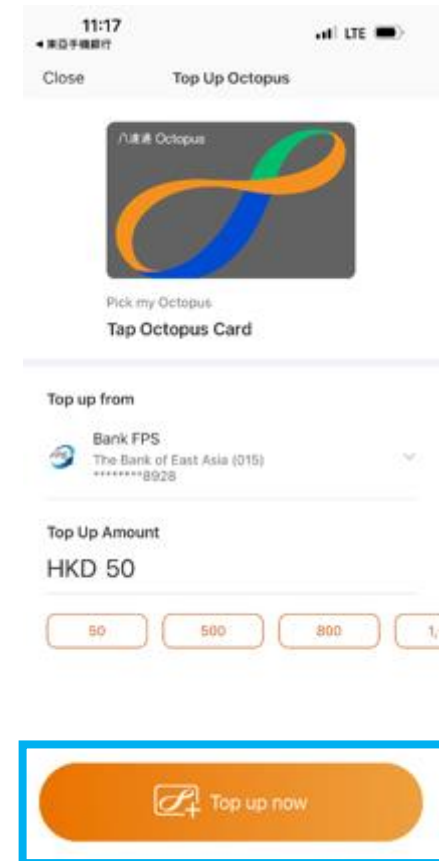 11:17
LTE
◂ 東亞手機銀行
Close
Top Up Octopus
八達通 Octopus
Pick my Octopus
Tap Octopus Card
Top up from
Bank FPS
The Bank of East Asia (015)
********8928
Top Up Amount
HKD 50
50
500
800
1,
Top up now